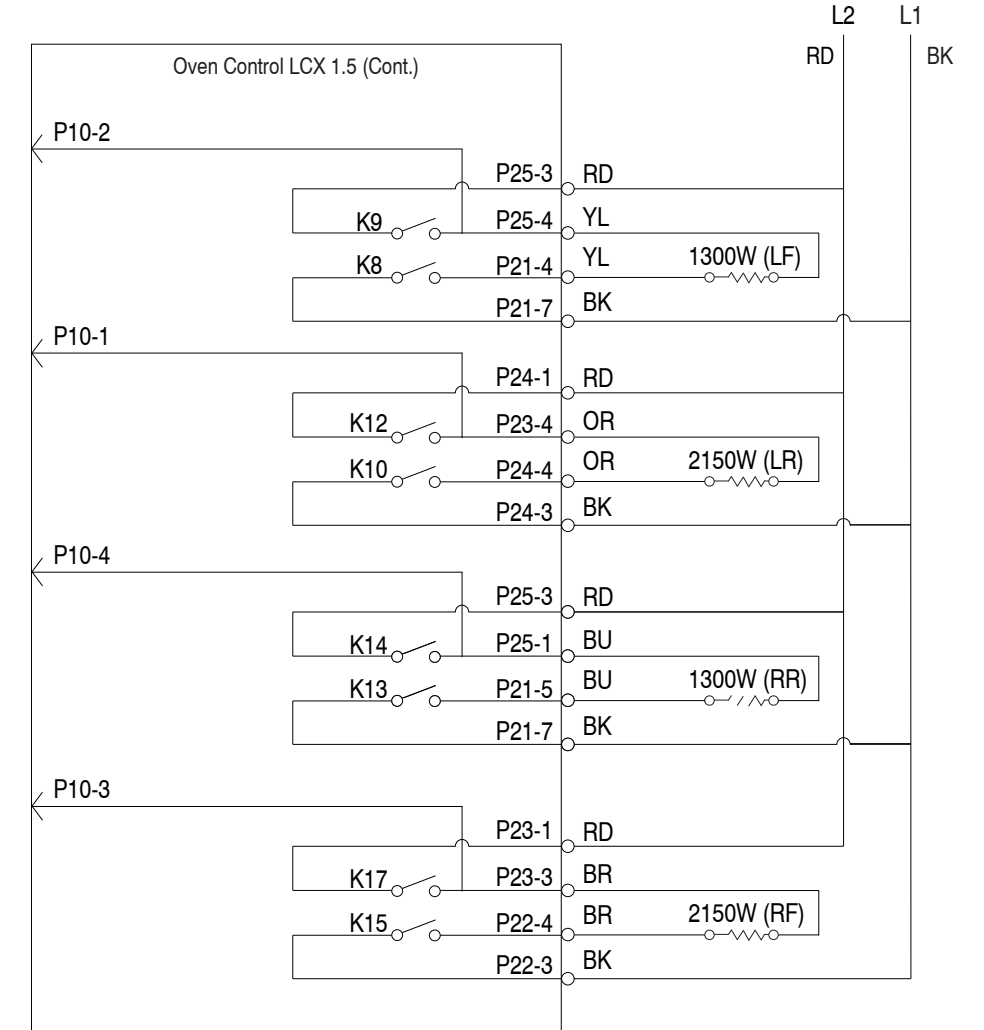 L2 L1
RD BK
Oven Control LCX 1.5 (Cont.)
P10-2
P25-3 RD
K9 P25-4 YL
K8 P21-4 YL 1300W (LF)
P21-7 BK
P10-1
P24-1 RD
K12 P23-4 OR
K10 P24-4 OR 2150W (LR)
P24-3 BK
P10-4
P25-3 RD
K14 P25-1 BU
K13 P21-5 BU 1300W (RR)
P21-7 BK
P10-3
P23-1 RD
K17 P23-3 BR
K15 P22-4 BR 2150W (RF)
P22-3 BK